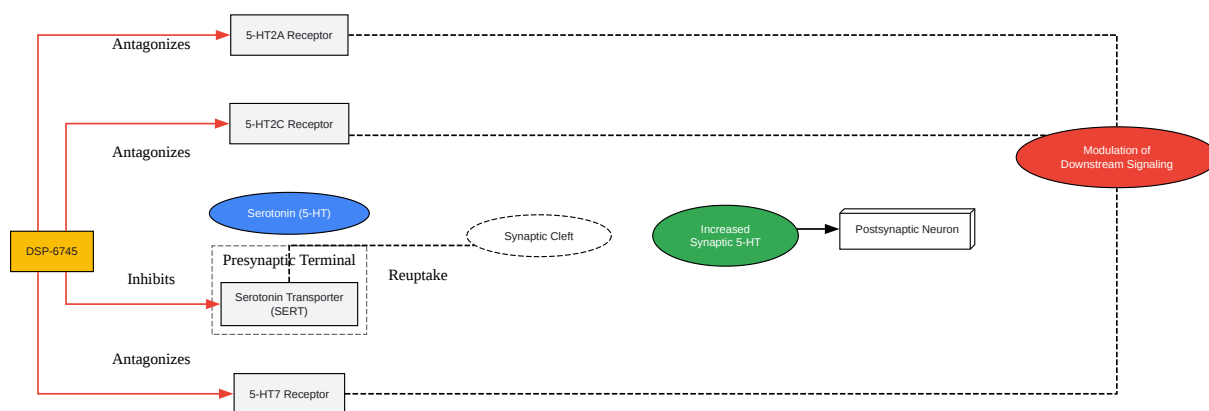 5-HT2A Receptor
Antagonizes
5-HT2C Receptor
Antagonizes
Modulation of
Downstream Signaling
Serotonin (5-HT)
Synaptic Cleft
Increased
Synaptic 5-HT
Postsynaptic Neuron
DSP-6745
Presynaptic Terminal
Inhibits
Reuptake
Serotonin Transporter
(SERT)
Antagonizes
5-HT7 Receptor